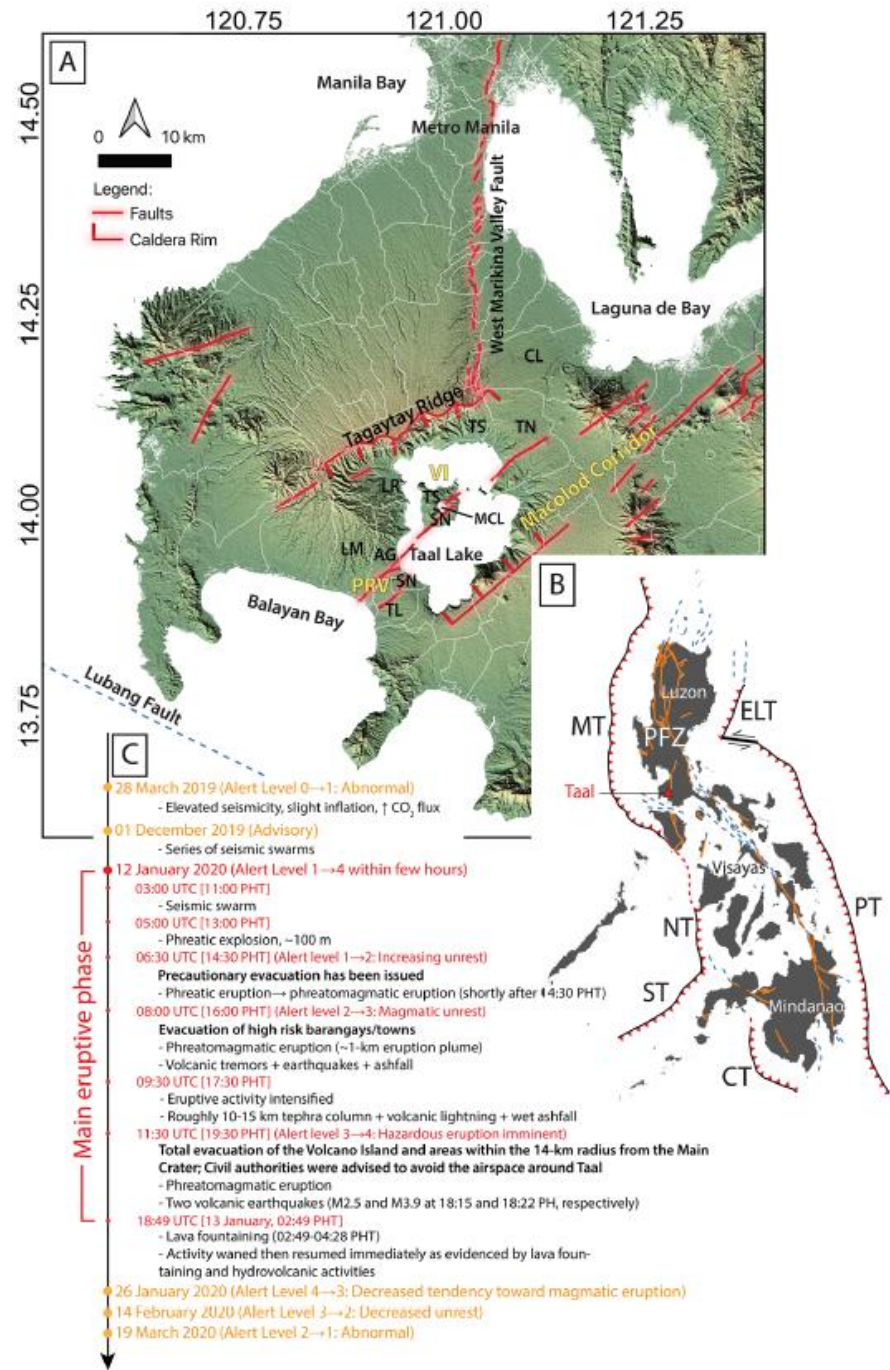 120.75 121.00 121.25
A
Manila Bay
14.50
0 10 km
Metro Manila
Legend:
Faults
Caldera Rim
West Marikina Valley Fault
14.25
Laguna de Bay
CL
Tagaytay Ridge
TS TN
VI
Macolod Corridor
LR
TS
14.00
SN MCL
LM AG Taal Lake
PRV SN
TL
Balayan Bay
13.75
Lubang Fault
B
Luzon
MT ELT
PFZ
Taal
Visayas
PT
NT
ST
Mindanao
CT
C
28 March 2019 (Alert Level 0→1: Abnormal)
- Elevated seismicity, slight inflation, ↑ CO₂ flux
01 December 2019 (Advisory)
- Series of seismic swarms
12 January 2020 (Alert Level 1→4 within few hours)
Main eruptive phase
03:00 UTC [11:00 PHT]
- Seismic swarm
05:00 UTC [13:00 PHT]
- Phreatic explosion, ~100 m
06:30 UTC [14:30 PHT] (Alert level 1→2: Increasing unrest)
Precautionary evacuation has been issued
- Phreatic eruption→ phreatomagmatic eruption (shortly after 14:30 PHT)
08:00 UTC [16:00 PHT] (Alert level 2→3: Magmatic unrest)
Evacuation of high risk barangays/towns
- Phreatomagmatic eruption (~1-km eruption plume)
- Volcanic tremors + earthquakes + ashfall
09:30 UTC [17:30 PHT]
- Eruptive activity intensified
- Roughly 10-15 km tephra column + volcanic lightning + wet ashfall
11:30 UTC [19:30 PHT] (Alert level 3→4: Hazardous eruption imminent)
Total evacuation of the Volcano Island and areas within the 14-km radius from the Main
Crater; Civil authorities were advised to avoid the airspace around Taal
- Phreatomagmatic eruption
- Two volcanic earthquakes (M2.5 and M3.9 at 18:15 and 18:22 PH, respectively)
18:49 UTC [13 January, 02:49 PHT]
- Lava fountaining (02:49-04:28 PHT)
- Activity waned then resumed immediately as evidenced by lava foun-
taining and hydrovolcanic activities
26 January 2020 (Alert Level 4→3: Decreased tendency toward magmatic eruption)
14 February 2020 (Alert Level 3→2: Decreased unrest)
19 March 2020 (Alert Level 2→1: Abnormal)